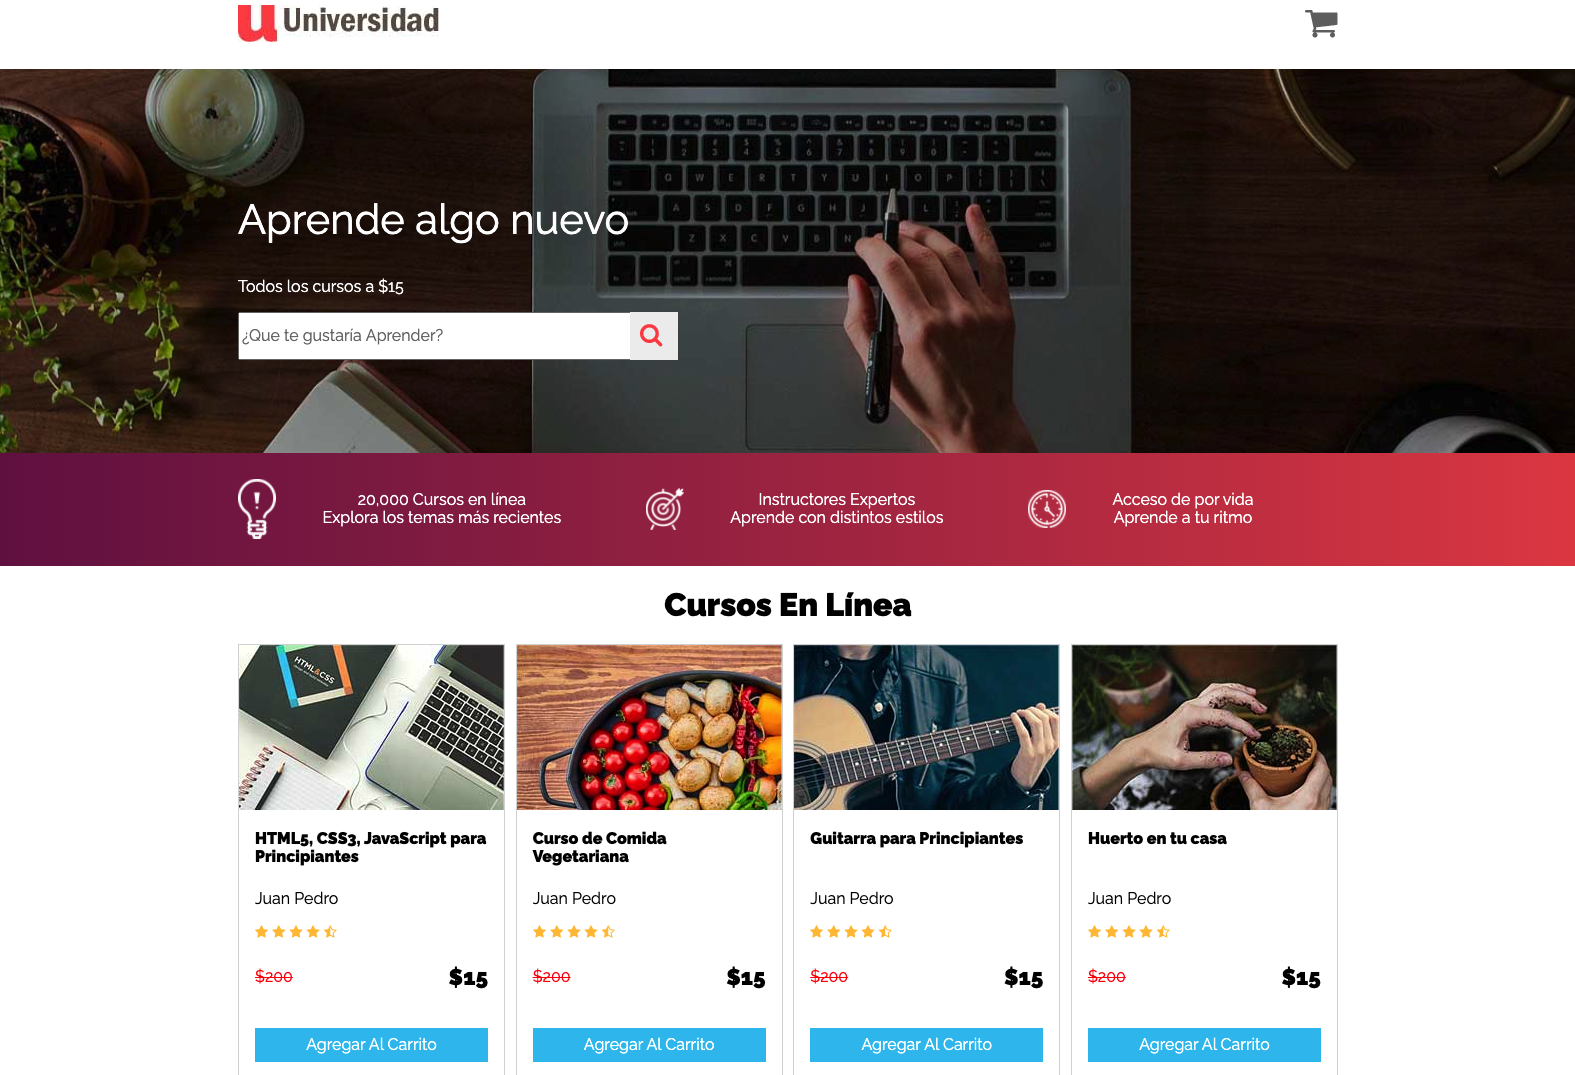 Universidad
Aprende algo nuevo
Todos los cursos a $15
¿Que te gustaría Aprender?
20,000 Cursos en línea
Explora los temas más recientes
Instructores Expertos
Aprende con distintos estilos
Acceso de por vida
Aprende a tu ritmo
Cursos En Línea
HTML&CSS
HTML5, CSS3, JavaScript para
Principiantes
Juan Pedro
$200 $15
Agregar Al Carrito
Curso de Comida
Vegetariana
Juan Pedro
$200 $15
Agregar Al Carrito
Guitarra para Principiantes
Juan Pedro
$200 $15
Agregar Al Carrito
Huerto en tu casa
Juan Pedro
$200 $15
Agregar Al Carrito